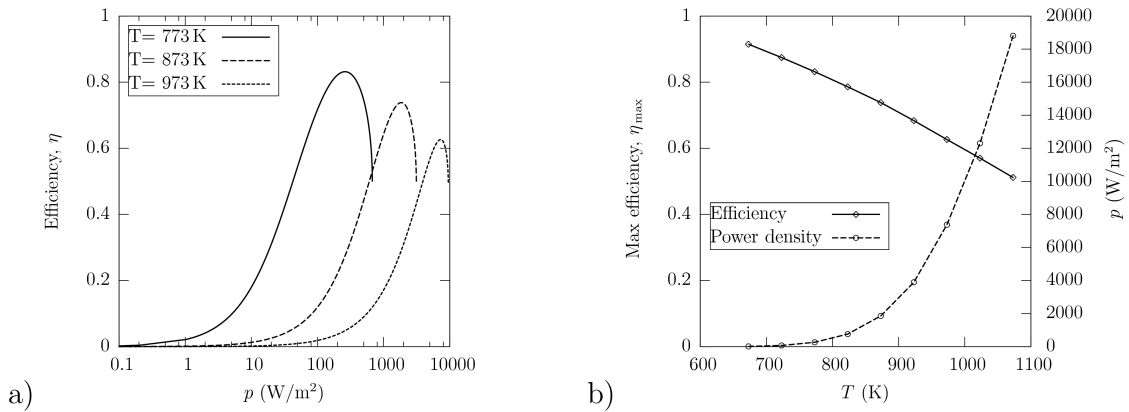 1
0.8
0.6
0.4
0.2
0
Efficiency, η
T= 773 K
T= 873 K
T= 973 K
0.1 1 10 100 1000 10000
p (W/m²)
a)
1
0.8
0.6
0.4
0.2
0
Max efficiency, ηmax
Efficiency
Power density
20000
18000
16000
14000
12000
10000
8000
6000
4000
2000
0
p (W/m²)
600 700 800 900 1000 1100
T (K)
b)